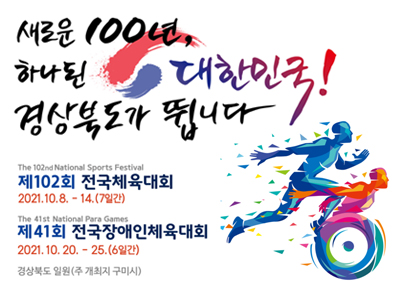 새로운 100년,
하나된 대한민국!
경상북도가 뜁니다
The 102nd National Sports Festival
제102회 전국체육대회
2021.10.8. - 14.(7일간)
The 41st National Para Games
제41회 전국장애인체육대회
2021. 10. 20. - 25.(6일간)
경상북도 일원(주 개최지 구미시)